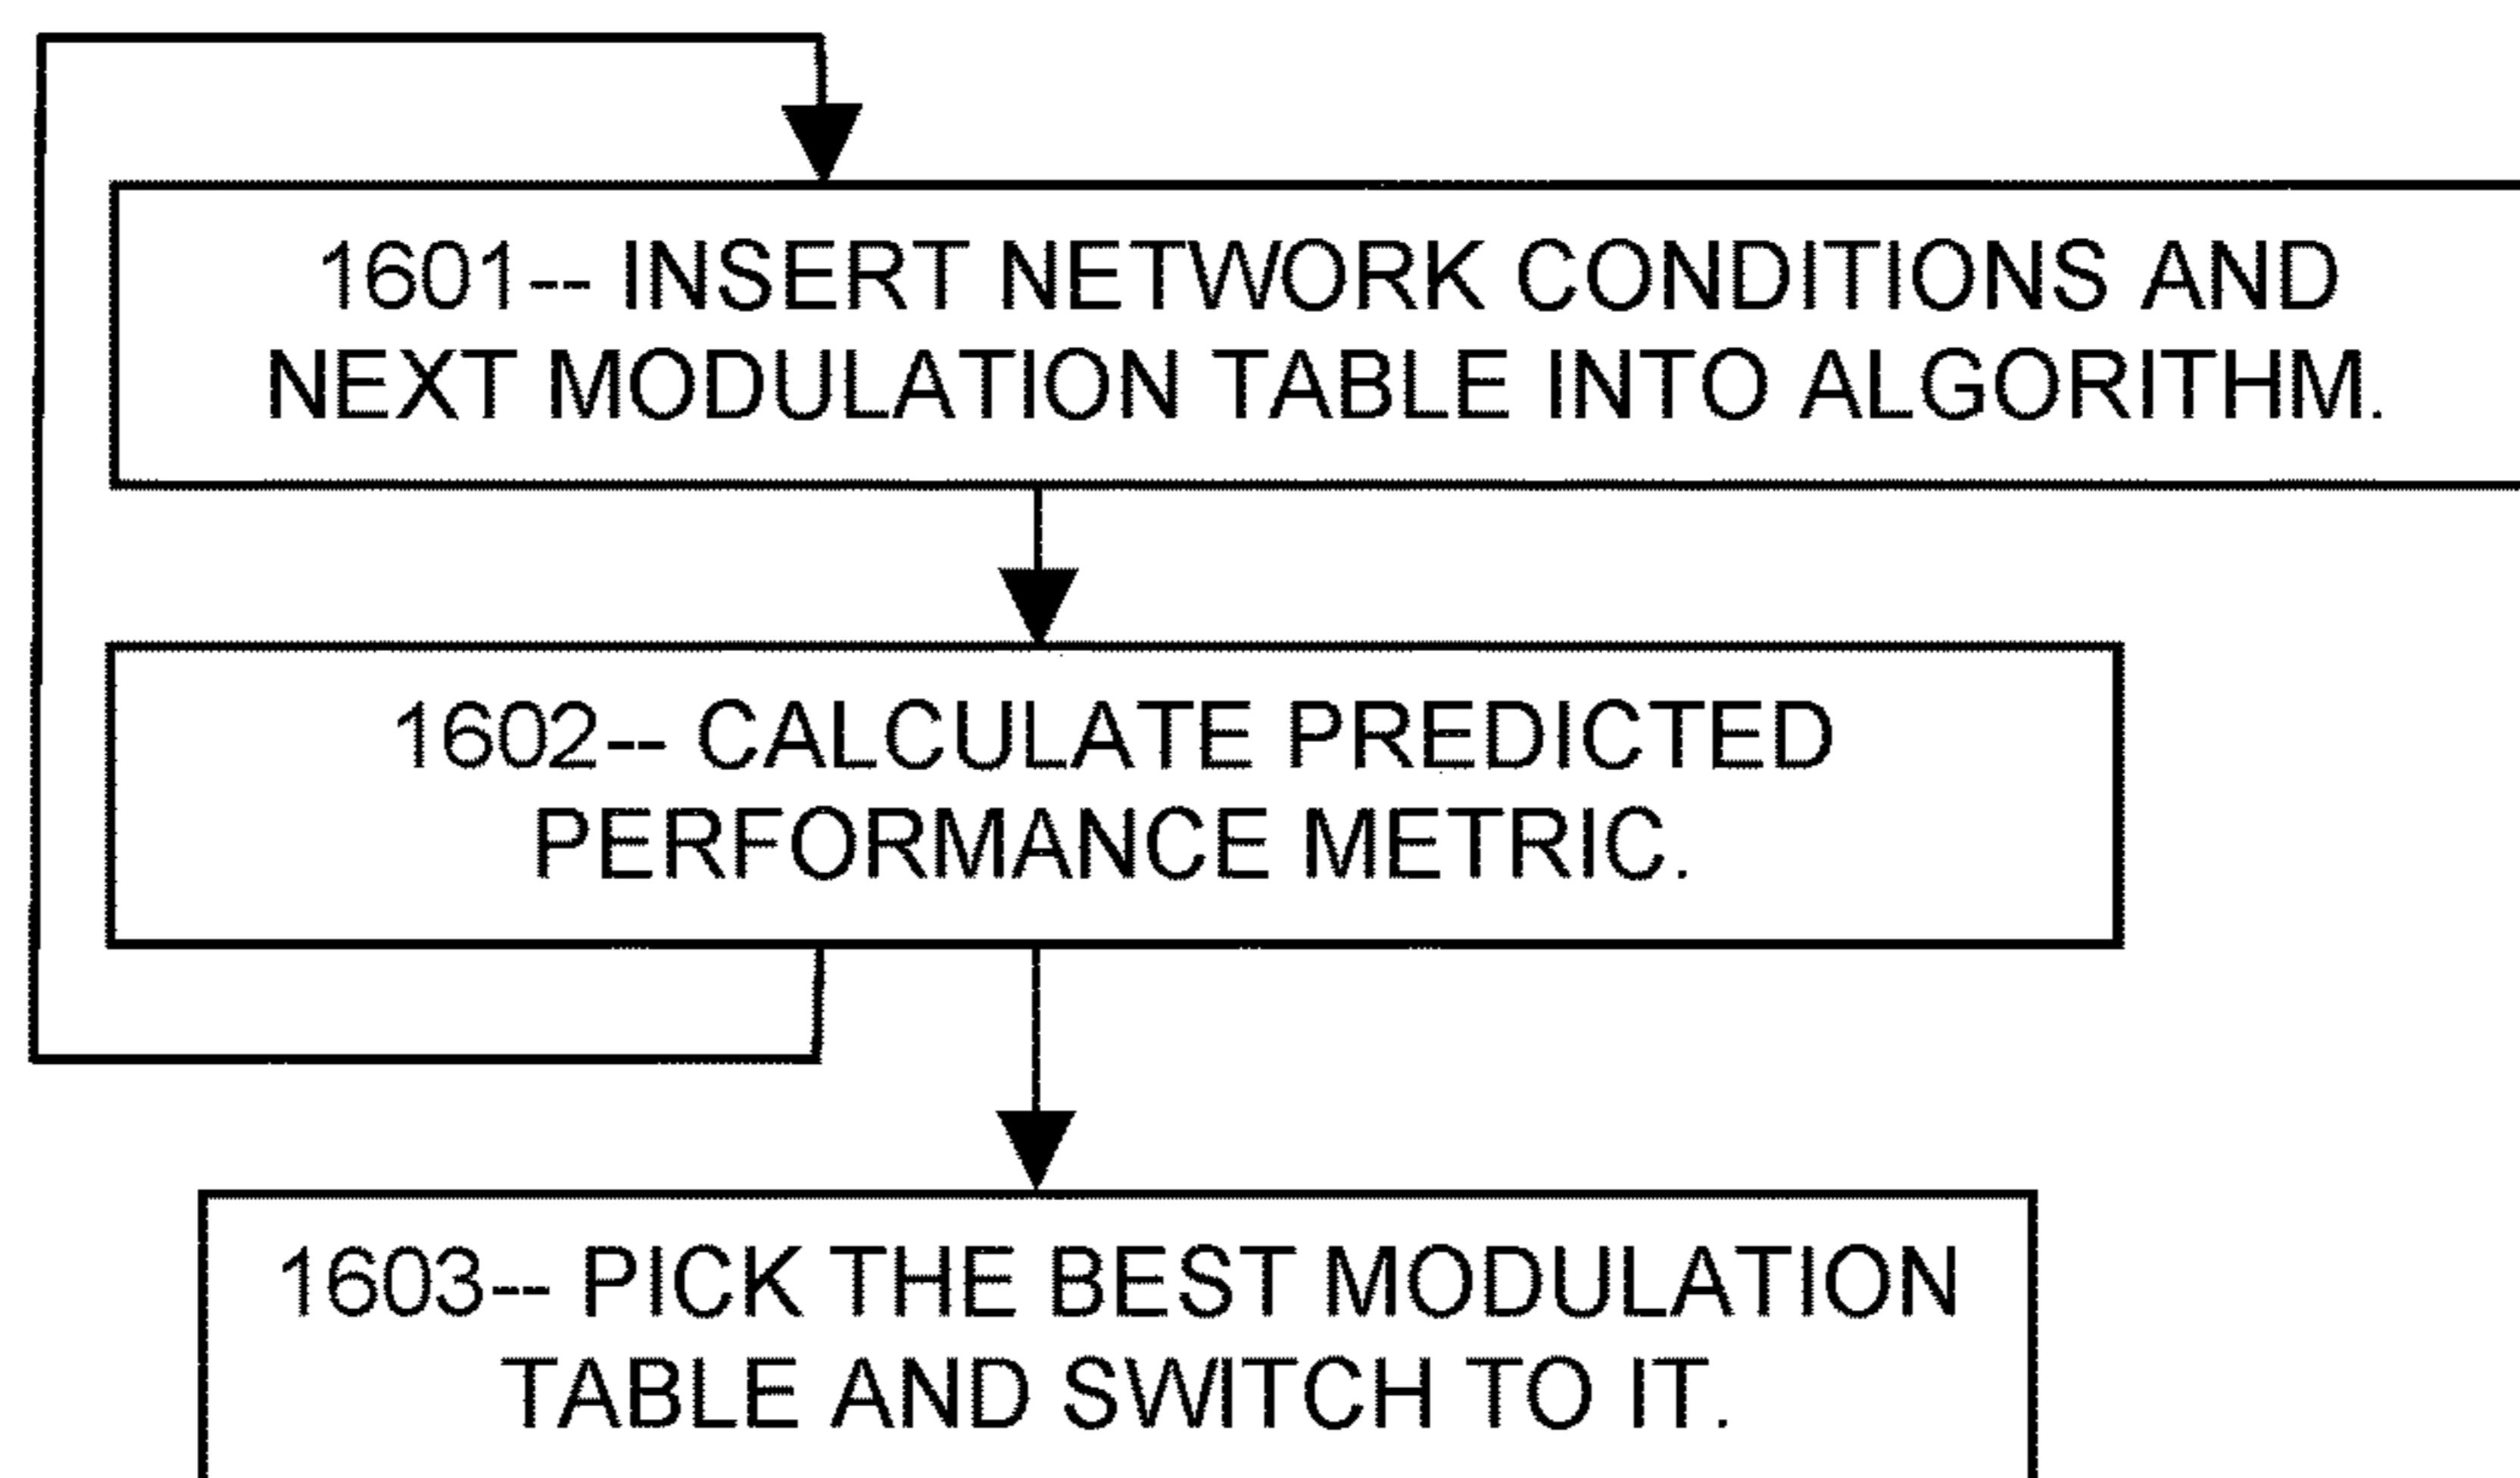 1601-- INSERT NETWORK CONDITIONS AND
NEXT MODULATION TABLE INTO ALGORITHM.
1602-- CALCULATE PREDICTED
PERFORMANCE METRIC.
1603-- PICK THE BEST MODULATION
TABLE AND SWITCH TO IT.